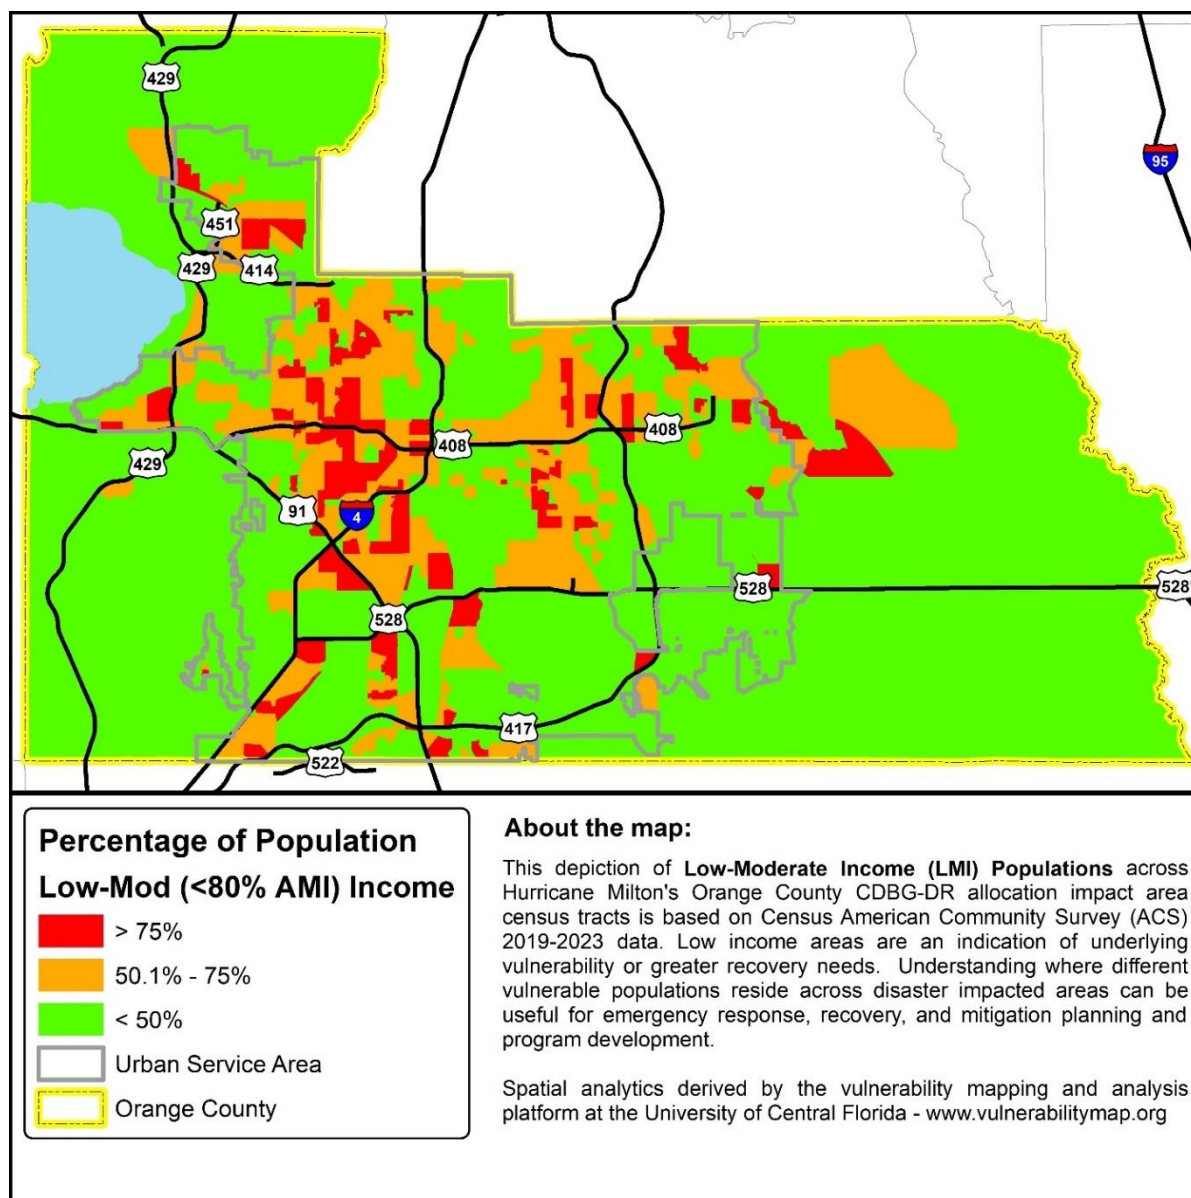 429
95
451
429
414
408
408
429
91
4
528
528
528
417
522
Percentage of Population
Low-Mod (<80% AMI) Income
> 75%
50.1% - 75%
< 50%
Urban Service Area
Orange County
About the map:
This depiction of Low-Moderate Income (LMI) Populations across
Hurricane Milton's Orange County CDBG-DR allocation impact area
census tracts is based on Census American Community Survey (ACS)
2019-2023 data. Low income areas are an indication of underlying
vulnerability or greater recovery needs. Understanding where different
vulnerable populations reside across disaster impacted areas can be
useful for emergency response, recovery, and mitigation planning and
program development.
Spatial analytics derived by the vulnerability mapping and analysis
platform at the University of Central Florida - www.vulnerabilitymap.org